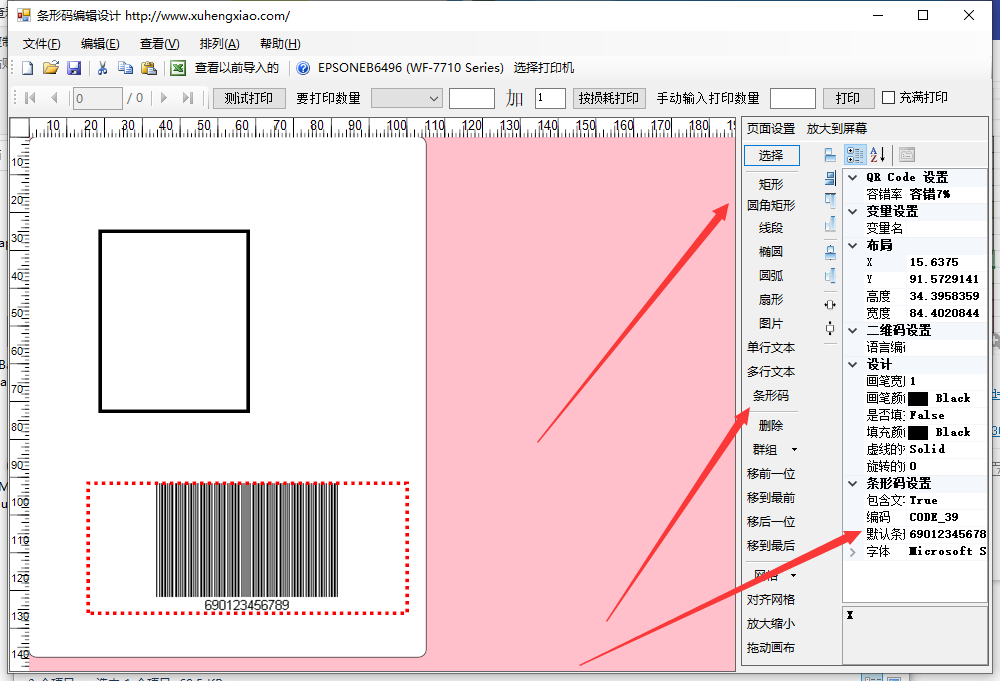 条形码编辑设计 http://www.xuhengxiao.com/
文件(F) 编辑(E) 查看(V) 排列(A) 帮助(H)
查看以前导入的 EPSONEB6496 (WF-7710 Series) 选择打印机
0 / 0 测试打印 要打印数量 加 1 按损耗打印 手动输入打印数量 打印 充满打印
10 20 30 40 50 60 70 80 90 100 110 120 130 140 150 160 170 180
10
20
30
40
50
60
70
80
90
100
110
120
130
140
690123456789
页面设置 放大到屏幕
选择
矩形
圆角矩形
线段
椭圆
圆弧
扇形
图片
单行文本
多行文本
条形码
删除
群组
移前一位
移到最前
移后一位
移到最后
网格
对齐网格
放大缩小
拖动画布
QR Code 设置
容错率 容错7%
变量设置
变量名
布局
X 15.6375
Y 91.5729141
高度 34.3958359
宽度 84.4020844
二维码设置
语言编
设计
画笔宽 1
画笔颜 Black
是否填 False
填充颜 Black
虚线的 Solid
旋转的 0
条形码设置
包含文 True
编码 CODE_39
默认条 69012345678
字体 Microsoft S
X